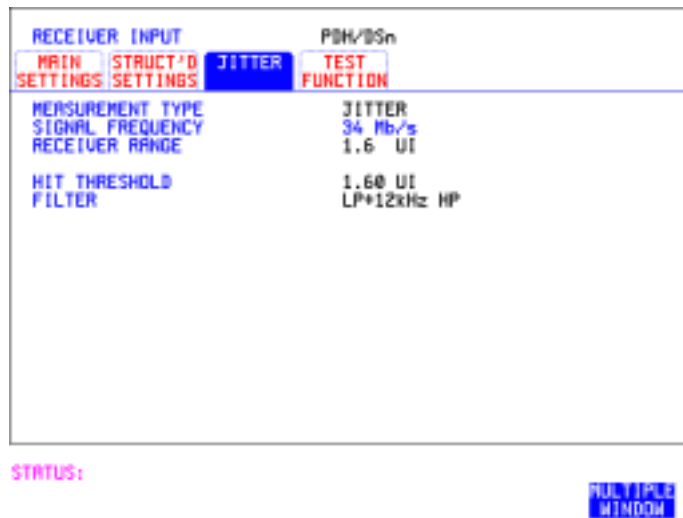 RECEIVER INPUT PDH/DSn
MAIN SETTINGS STRUCT'D SETTINGS JITTER TEST FUNCTION
MEASUREMENT TYPE JITTER
SIGNAL FREQUENCY 34 Mb/s
RECEIVER RANGE 1.6 UI
HIT THRESHOLD 1.60 UI
FILTER LP+12kHz HP
STATUS:
MULTIPLE
WINDOW